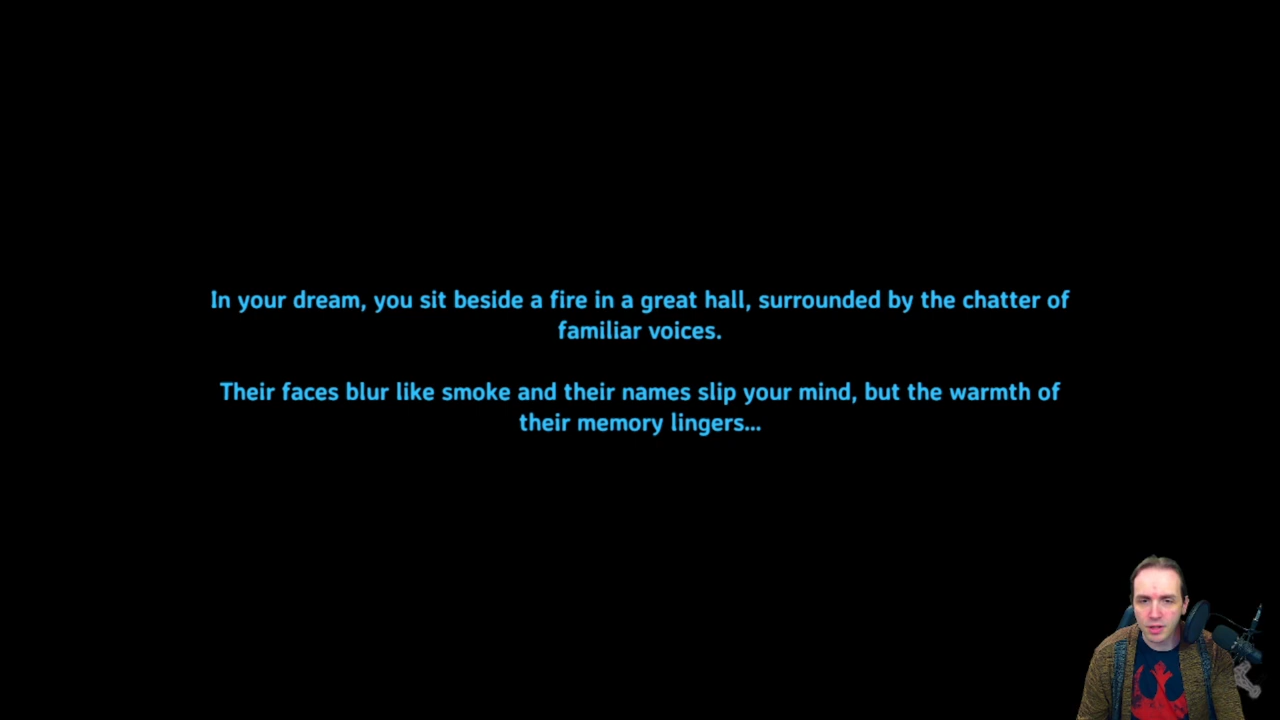 In your dream, you sit beside a fire in a great hall, surrounded by the chatter of
familiar voices.
Their faces blur like smoke and their names slip your mind, but the warmth of
their memory lingers...